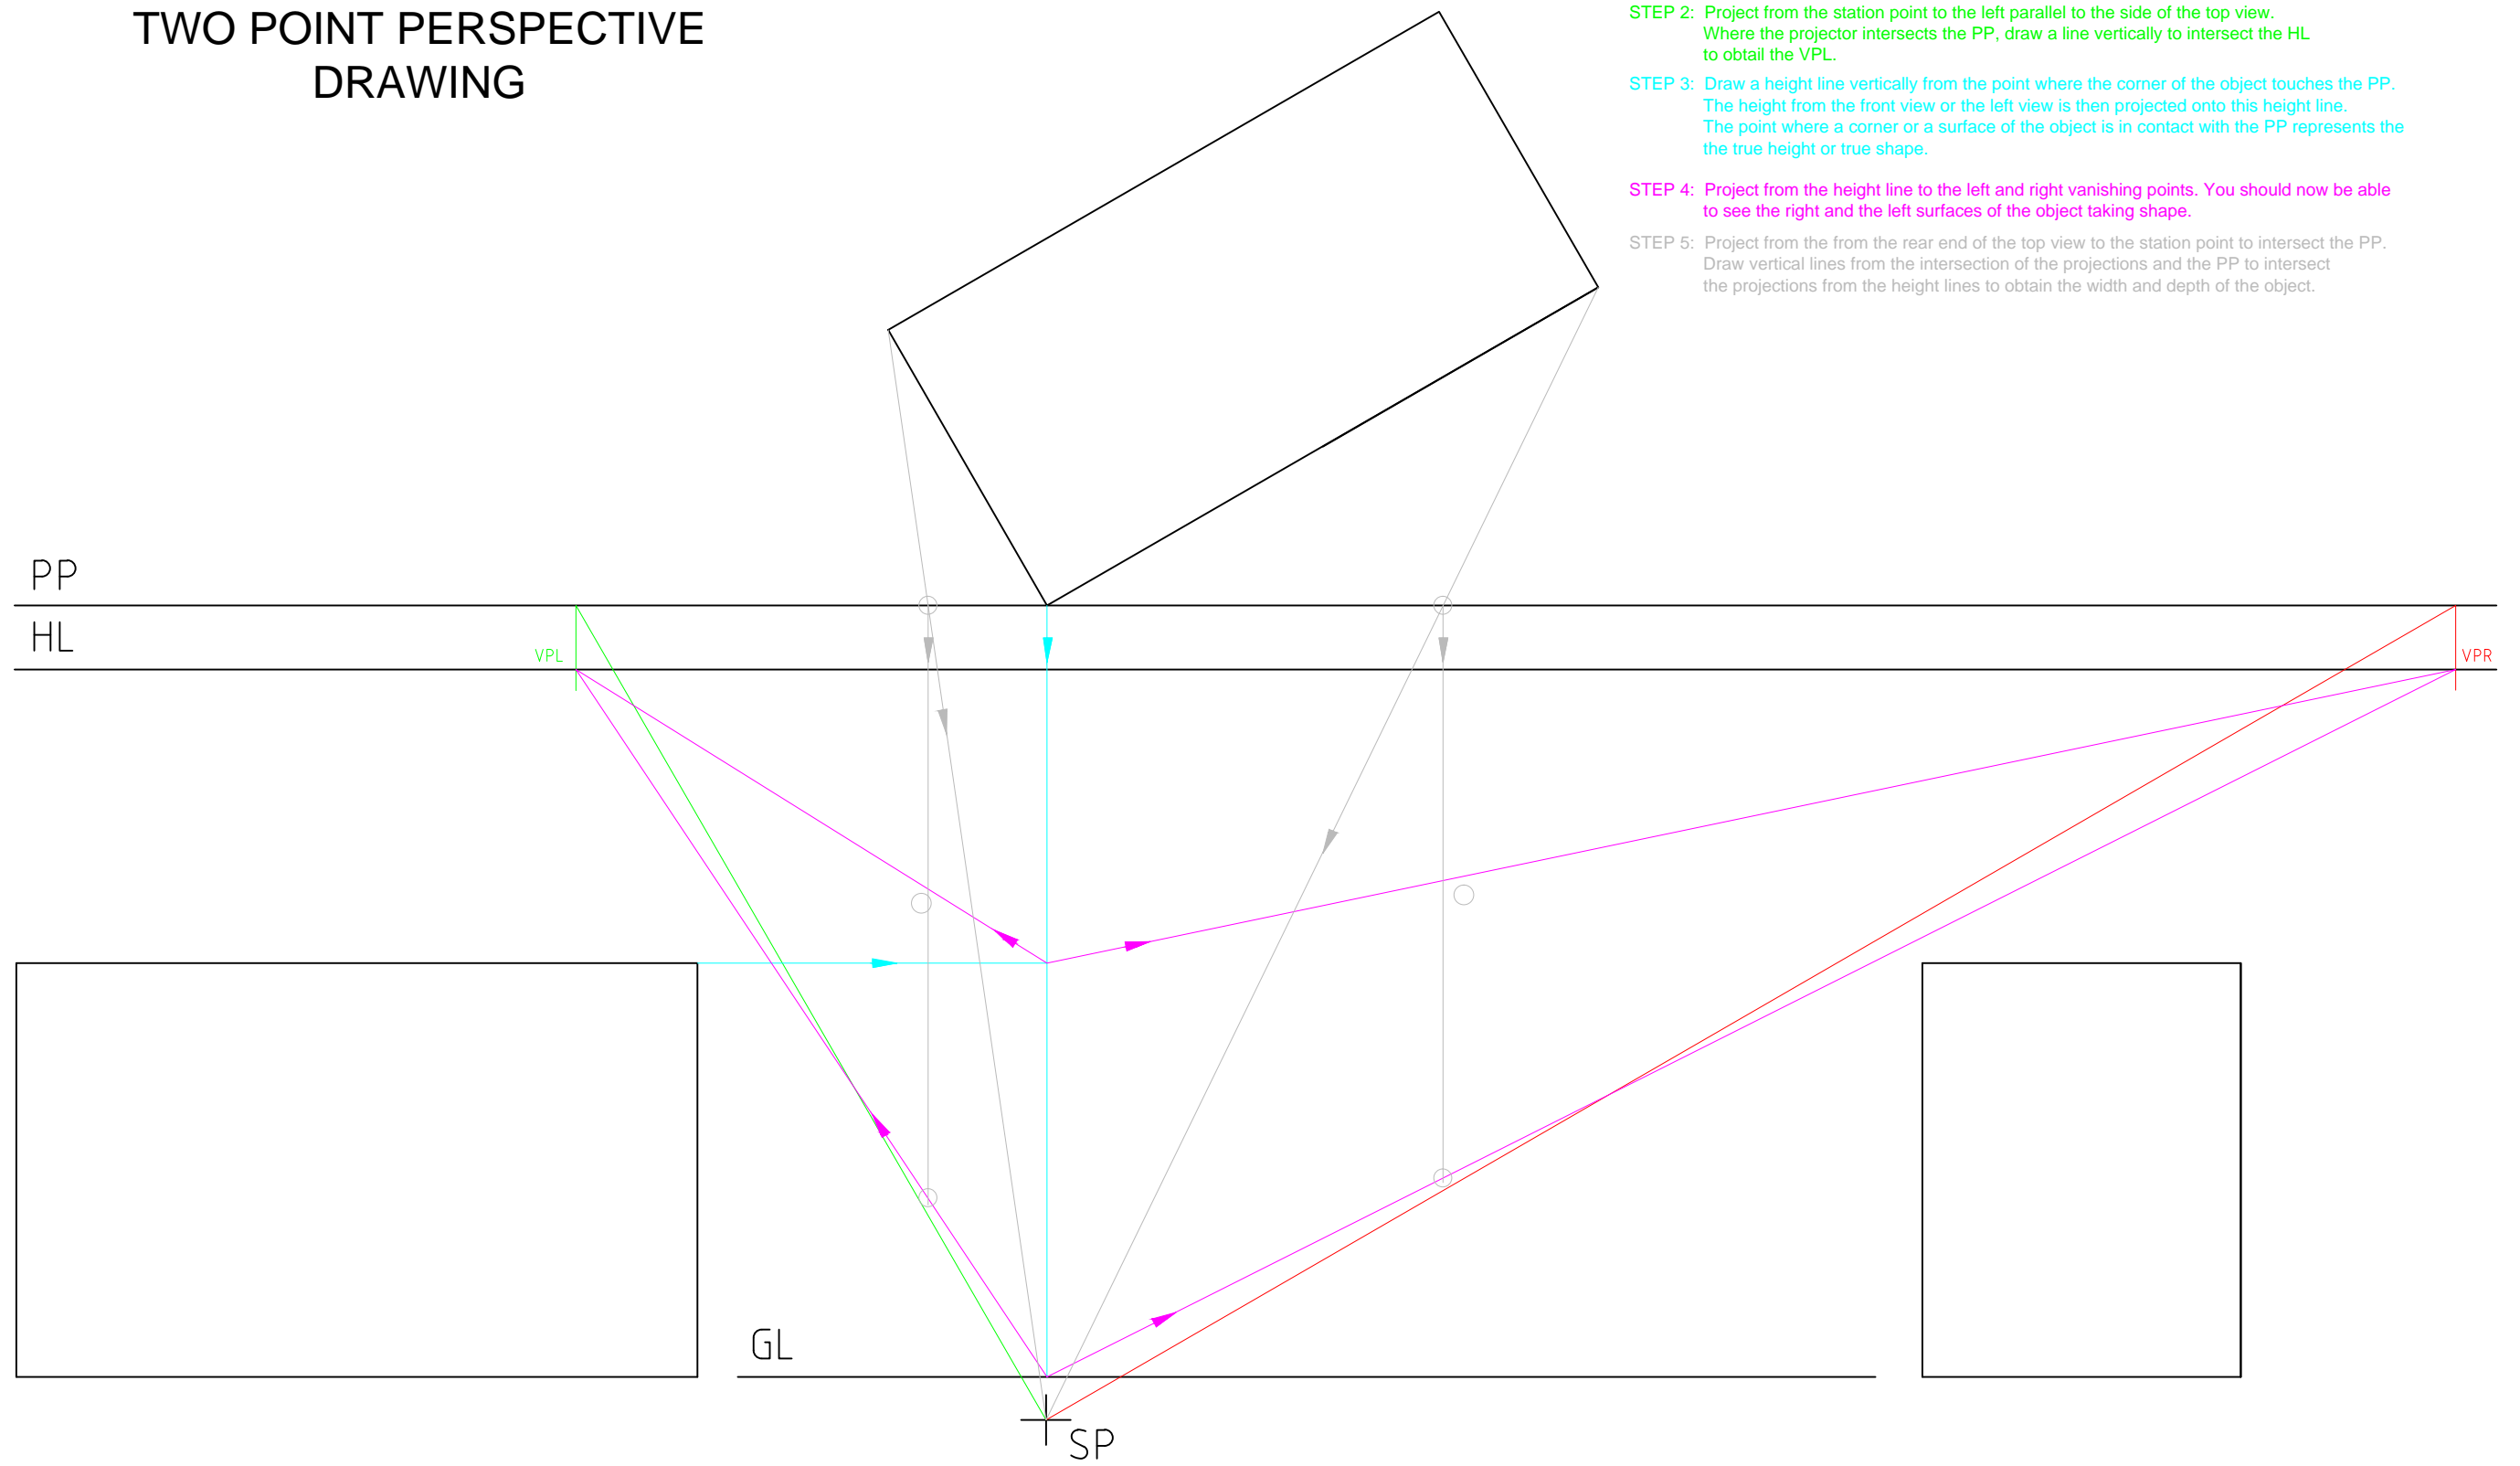 TWO POINT PERSPECTIVE
DRAWING
STEP 2: Project from the station point to the left parallel to the side of the top view.
Where the projector intersects the PP, draw a line vertically to intersect the HL
to obtail the VPL.
STEP 3: Draw a height line vertically from the point where the corner of the object touches the PP.
The height from the front view or the left view is then projected onto this height line.
The point where a corner or a surface of the object is in contact with the PP represents the
the true height or true shape.
STEP 4: Project from the height line to the left and right vanishing points. You should now be able
to see the right and the left surfaces of the object taking shape.
STEP 5: Project from the from the rear end of the top view to the station point to intersect the PP.
Draw vertical lines from the intersection of the projections and the PP to intersect
the projections from the height lines to obtain the width and depth of the object.
PP
HL
VPL
VPR
GL
SP